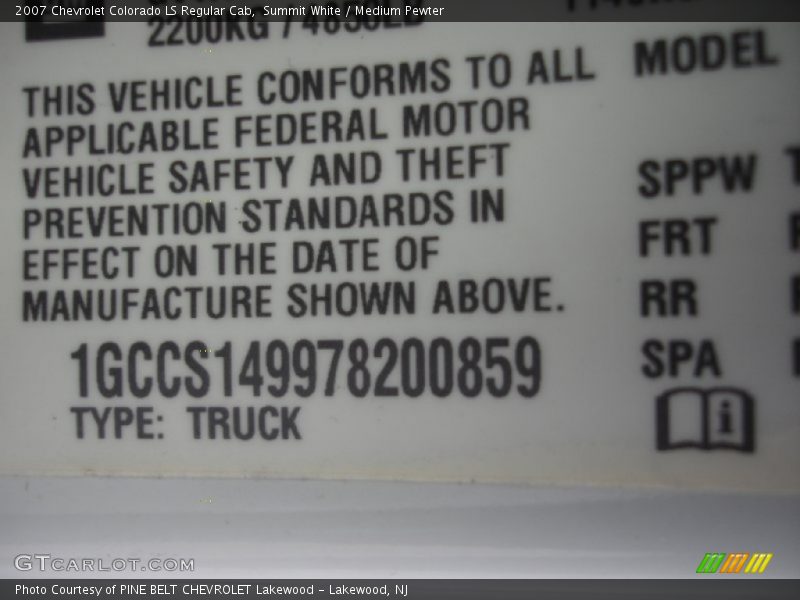 2007 Chevrolet Colorado LS Regular Cab, Summit White / Medium Pewter
2200KG / 4850LB
THIS VEHICLE CONFORMS TO ALL
APPLICABLE FEDERAL MOTOR
VEHICLE SAFETY AND THEFT
PREVENTION STANDARDS IN
EFFECT ON THE DATE OF
MANUFACTURE SHOWN ABOVE.
1GCCS149978200859
TYPE: TRUCK
MODEL
SPPW
FRT
RR
SPA
i
GTCARLOT.COM
Photo Courtesy of PINE BELT CHEVROLET Lakewood - Lakewood, NJ